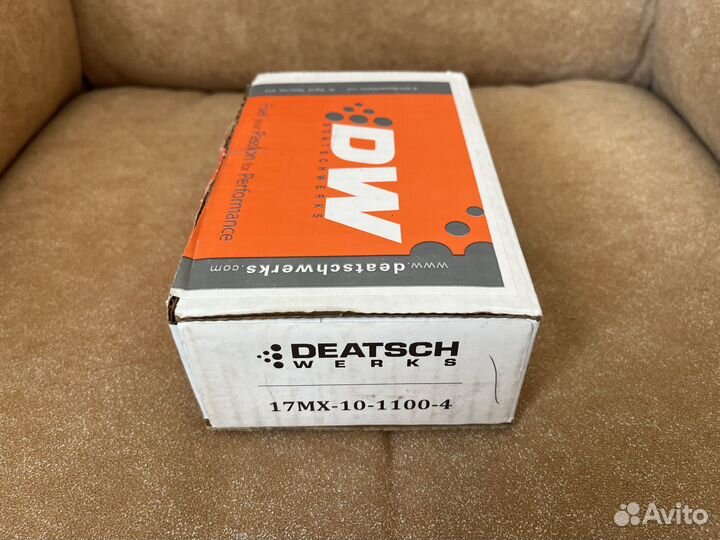 Fuel your Passion for Performance
DW
DEATSCHWERKS
www.deatschwerks.com
DEATSCH
WERKS
17MX-10-1100-4
Avito